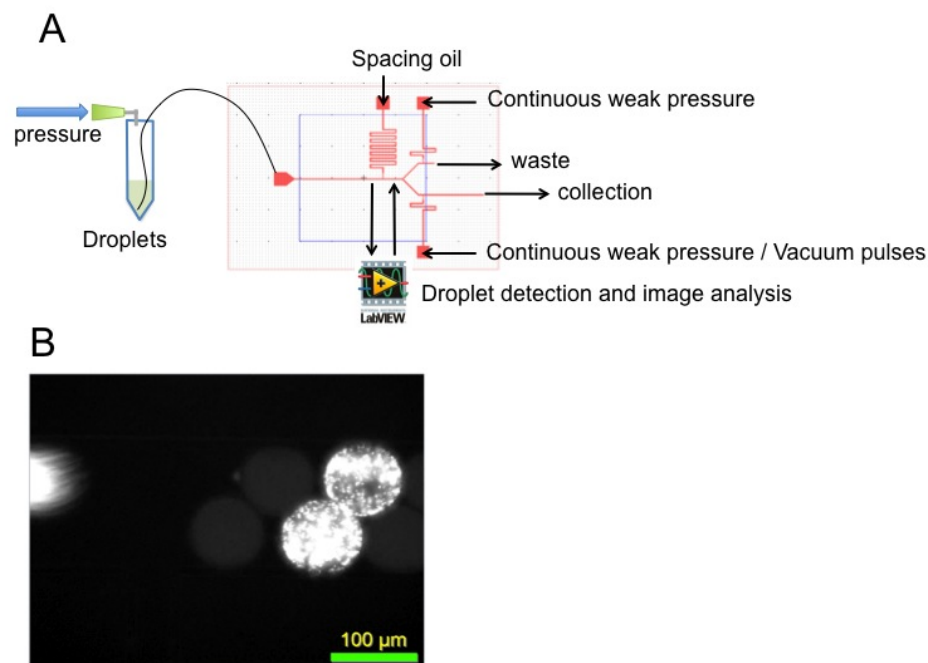 A
Spacing oil
Continuous weak pressure
pressure
waste
collection
Droplets
Continuous weak pressure / Vacuum pulses
Droplet detection and image analysis
LabVIEW
B
100 µm